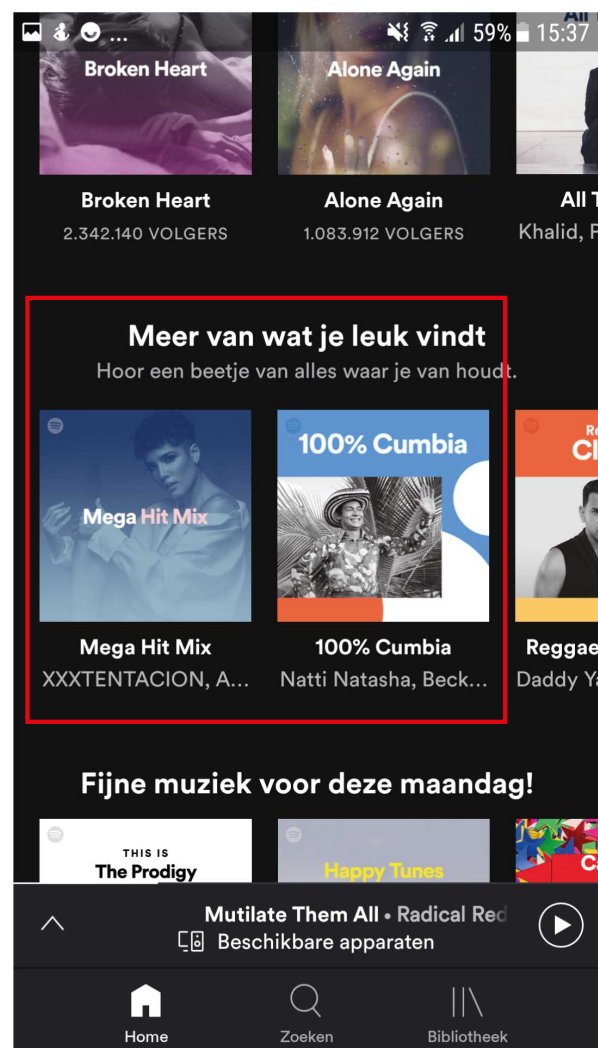 ... 59% 15:37
Broken Heart
Alone Again
Broken Heart
Alone Again
All
2.342.140 VOLGERS
1.083.912 VOLGERS
Khalid,
Meer van wat je leuk vindt
Hoor een beetje van alles waar je van houdt.
100% Cumbia
Mega Hit Mix
Mega Hit Mix
100% Cumbia
Reggae
XXXTENTACION, A...
Natti Natasha, Beck...
Daddy
Fijne muziek voor deze maandag!
THIS IS
The Prodigy
Happy Tunes
Mutilate Them All • Radical Red
Beschikbare apparaten
Home
Zoeken
Bibliotheek